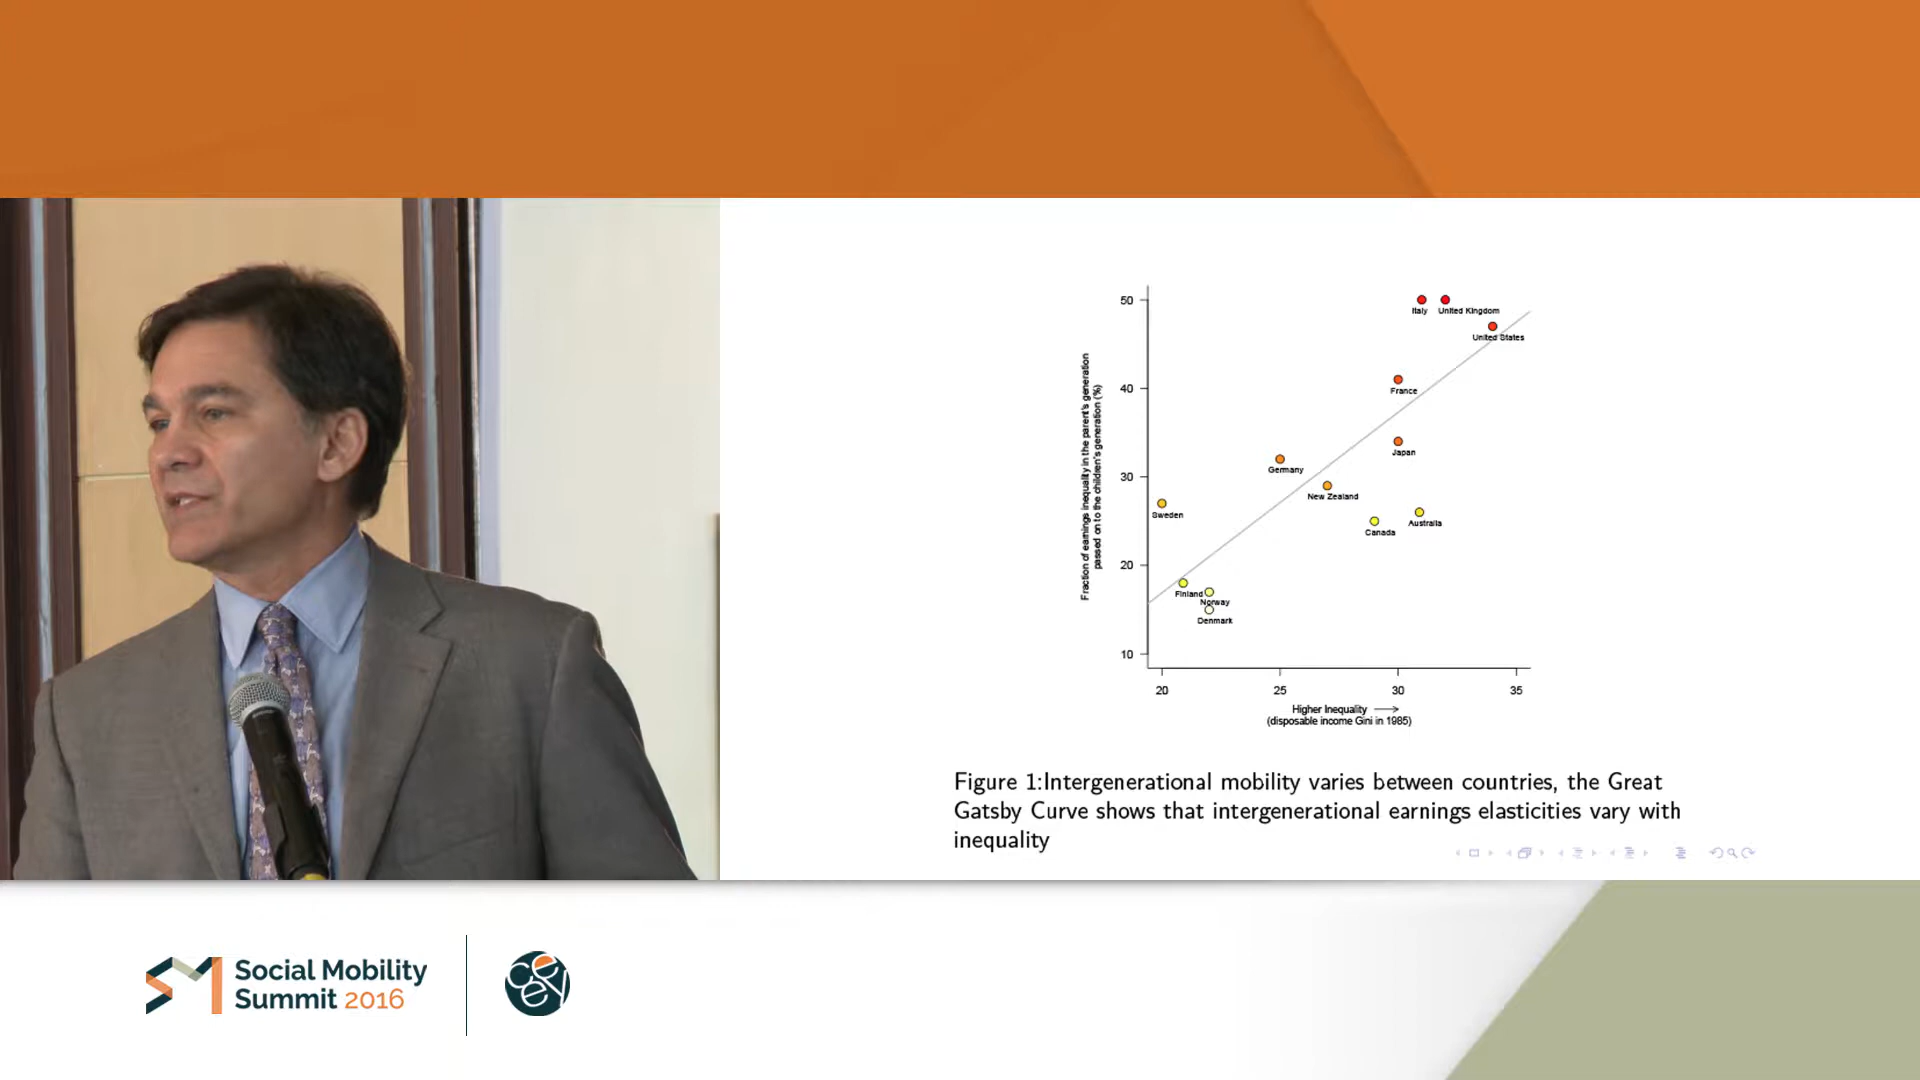 50
Italy
United Kingdom
United States
Fraction of earnings inequality in the parent's generation
passed on to the children's generation (%)
40
France
Japan
Germany
30
New Zealand
Sweden
Australia
Canada
20
Finland
Norway
Denmark
10
20 25 30 35
Higher Inequality
(disposable income Gini in 1985)
Figure 1:Intergenerational mobility varies between countries, the Great
Gatsby Curve shows that intergenerational earnings elasticities vary with
inequality
SM
Social Mobility
Summit 2016
ceey